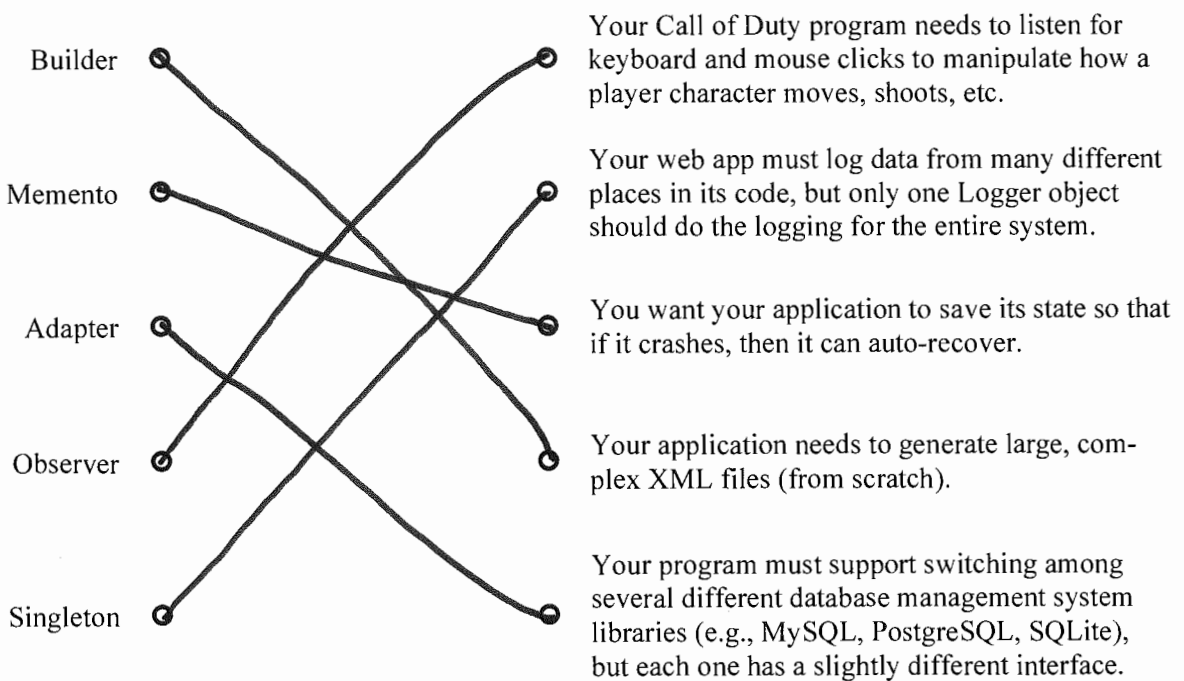 Builder
Your Call of Duty program needs to listen for
keyboard and mouse clicks to manipulate how a
player character moves, shoots, etc.
Memento
Your web app must log data from many different
places in its code, but only one Logger object
should do the logging for the entire system.
Adapter
You want your application to save its state so that
if it crashes, then it can auto-recover.
Observer
Your application needs to generate large, com-
plex XML files (from scratch).
Singleton
Your program must support switching among
several different database management system
libraries (e.g., MySQL, PostgreSQL, SQLite),
but each one has a slightly different interface.